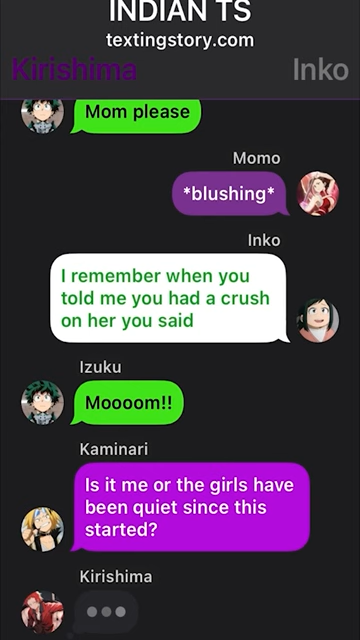 INDIAN TS
textingstory.com
Kirishima
Inko
Mom please
Momo
*blushing*
Inko
I remember when you
told me you had a crush
on her you said
Izuku
Moooom!!
Kaminari
Is it me or the girls have
been quiet since this
started?
Kirishima